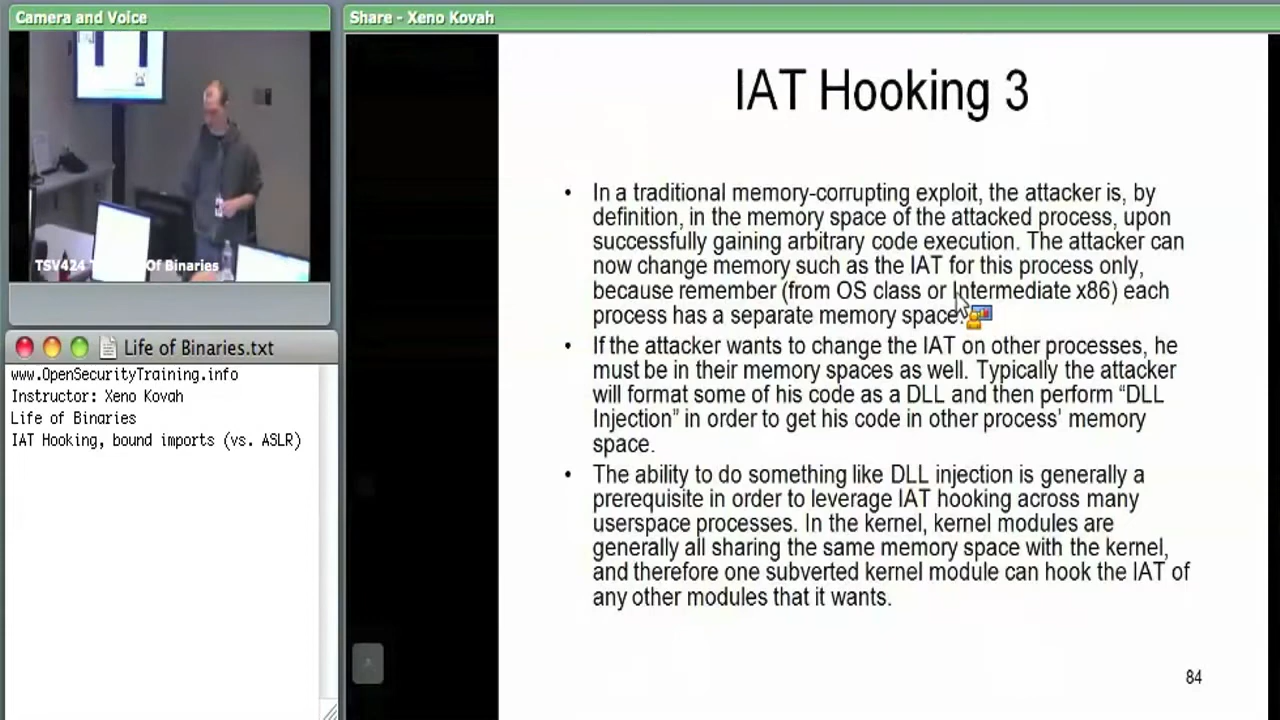 Camera and Voice
TSV424 T Of Binaries
Life of Binaries.txt
www.OpenSecurityTraining.info
Instructor: Xeno Kovah
Life of Binaries
IAT Hooking, bound imports (vs. ASLR)
Share - Xeno Kovah
IAT Hooking 3
• In a traditional memory-corrupting exploit, the attacker is, by
definition, in the memory space of the attacked process, upon
successfully gaining arbitrary code execution. The attacker can
now change memory such as the IAT for this process only,
because remember (from OS class or Intermediate x86) each
process has a separate memory space.
• If the attacker wants to change the IAT on other processes, he
must be in their memory spaces as well. Typically the attacker
will format some of his code as a DLL and then perform “DLL
Injection” in order to get his code in other process’ memory
space.
• The ability to do something like DLL injection is generally a
prerequisite in order to leverage IAT hooking across many
userspace processes. In the kernel, kernel modules are
generally all sharing the same memory space with the kernel,
and therefore one subverted kernel module can hook the IAT of
any other modules that it wants.
84